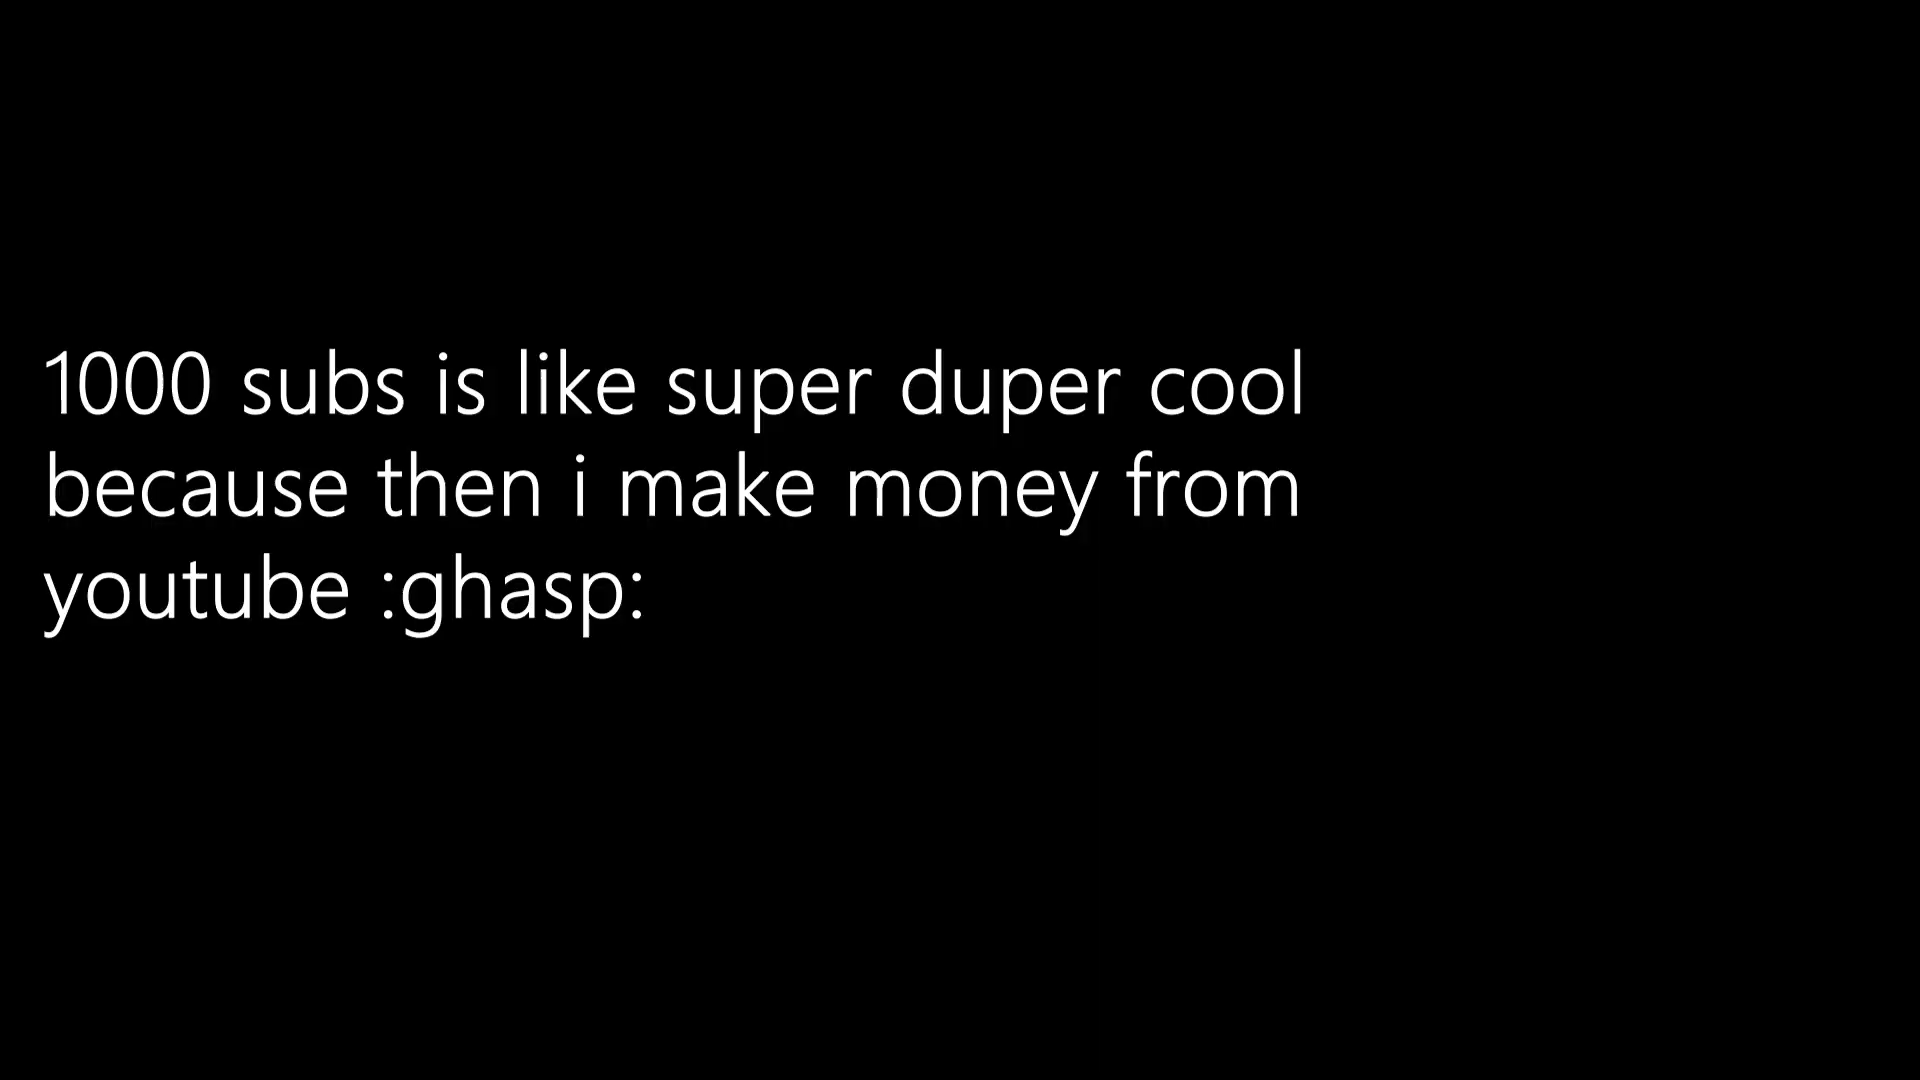 1000 subs is like super duper cool
because then i make money from
youtube :ghasp: